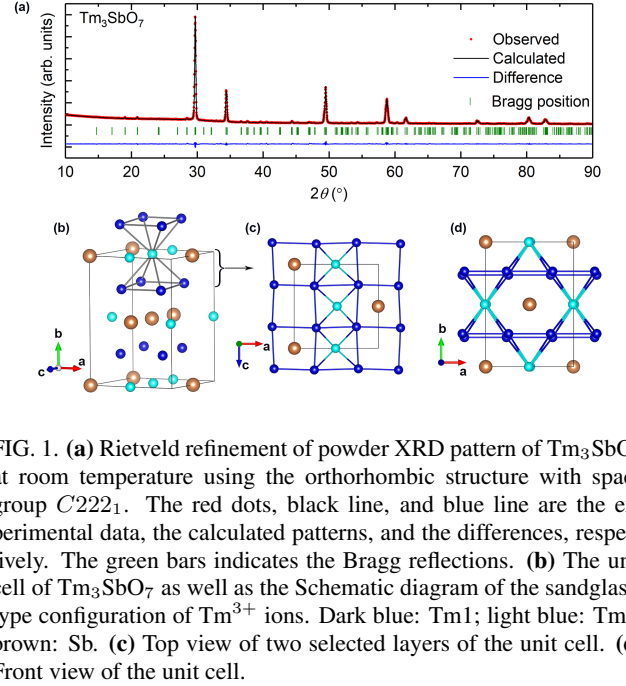 (a)
Tm₃SbO₇
Observed
Calculated
Difference
Bragg position
Intensity (arb. units)
10 20 30 40 50 60 70 80 90
2θ (°)
(b) (c) (d)
b a c
a c
b a
FIG. 1. (a) Rietveld refinement of powder XRD pattern of Tm₃SbO
at room temperature using the orthorhombic structure with spac
group C222₁. The red dots, black line, and blue line are the ex
perimental data, the calculated patterns, and the differences, respe
tively. The green bars indicates the Bragg reflections. (b) The un
cell of Tm₃SbO₇ as well as the Schematic diagram of the sandglas
type configuration of Tm³⁺ ions. Dark blue: Tm1; light blue: Tm
brown: Sb. (c) Top view of two selected layers of the unit cell. (
Front view of the unit cell.